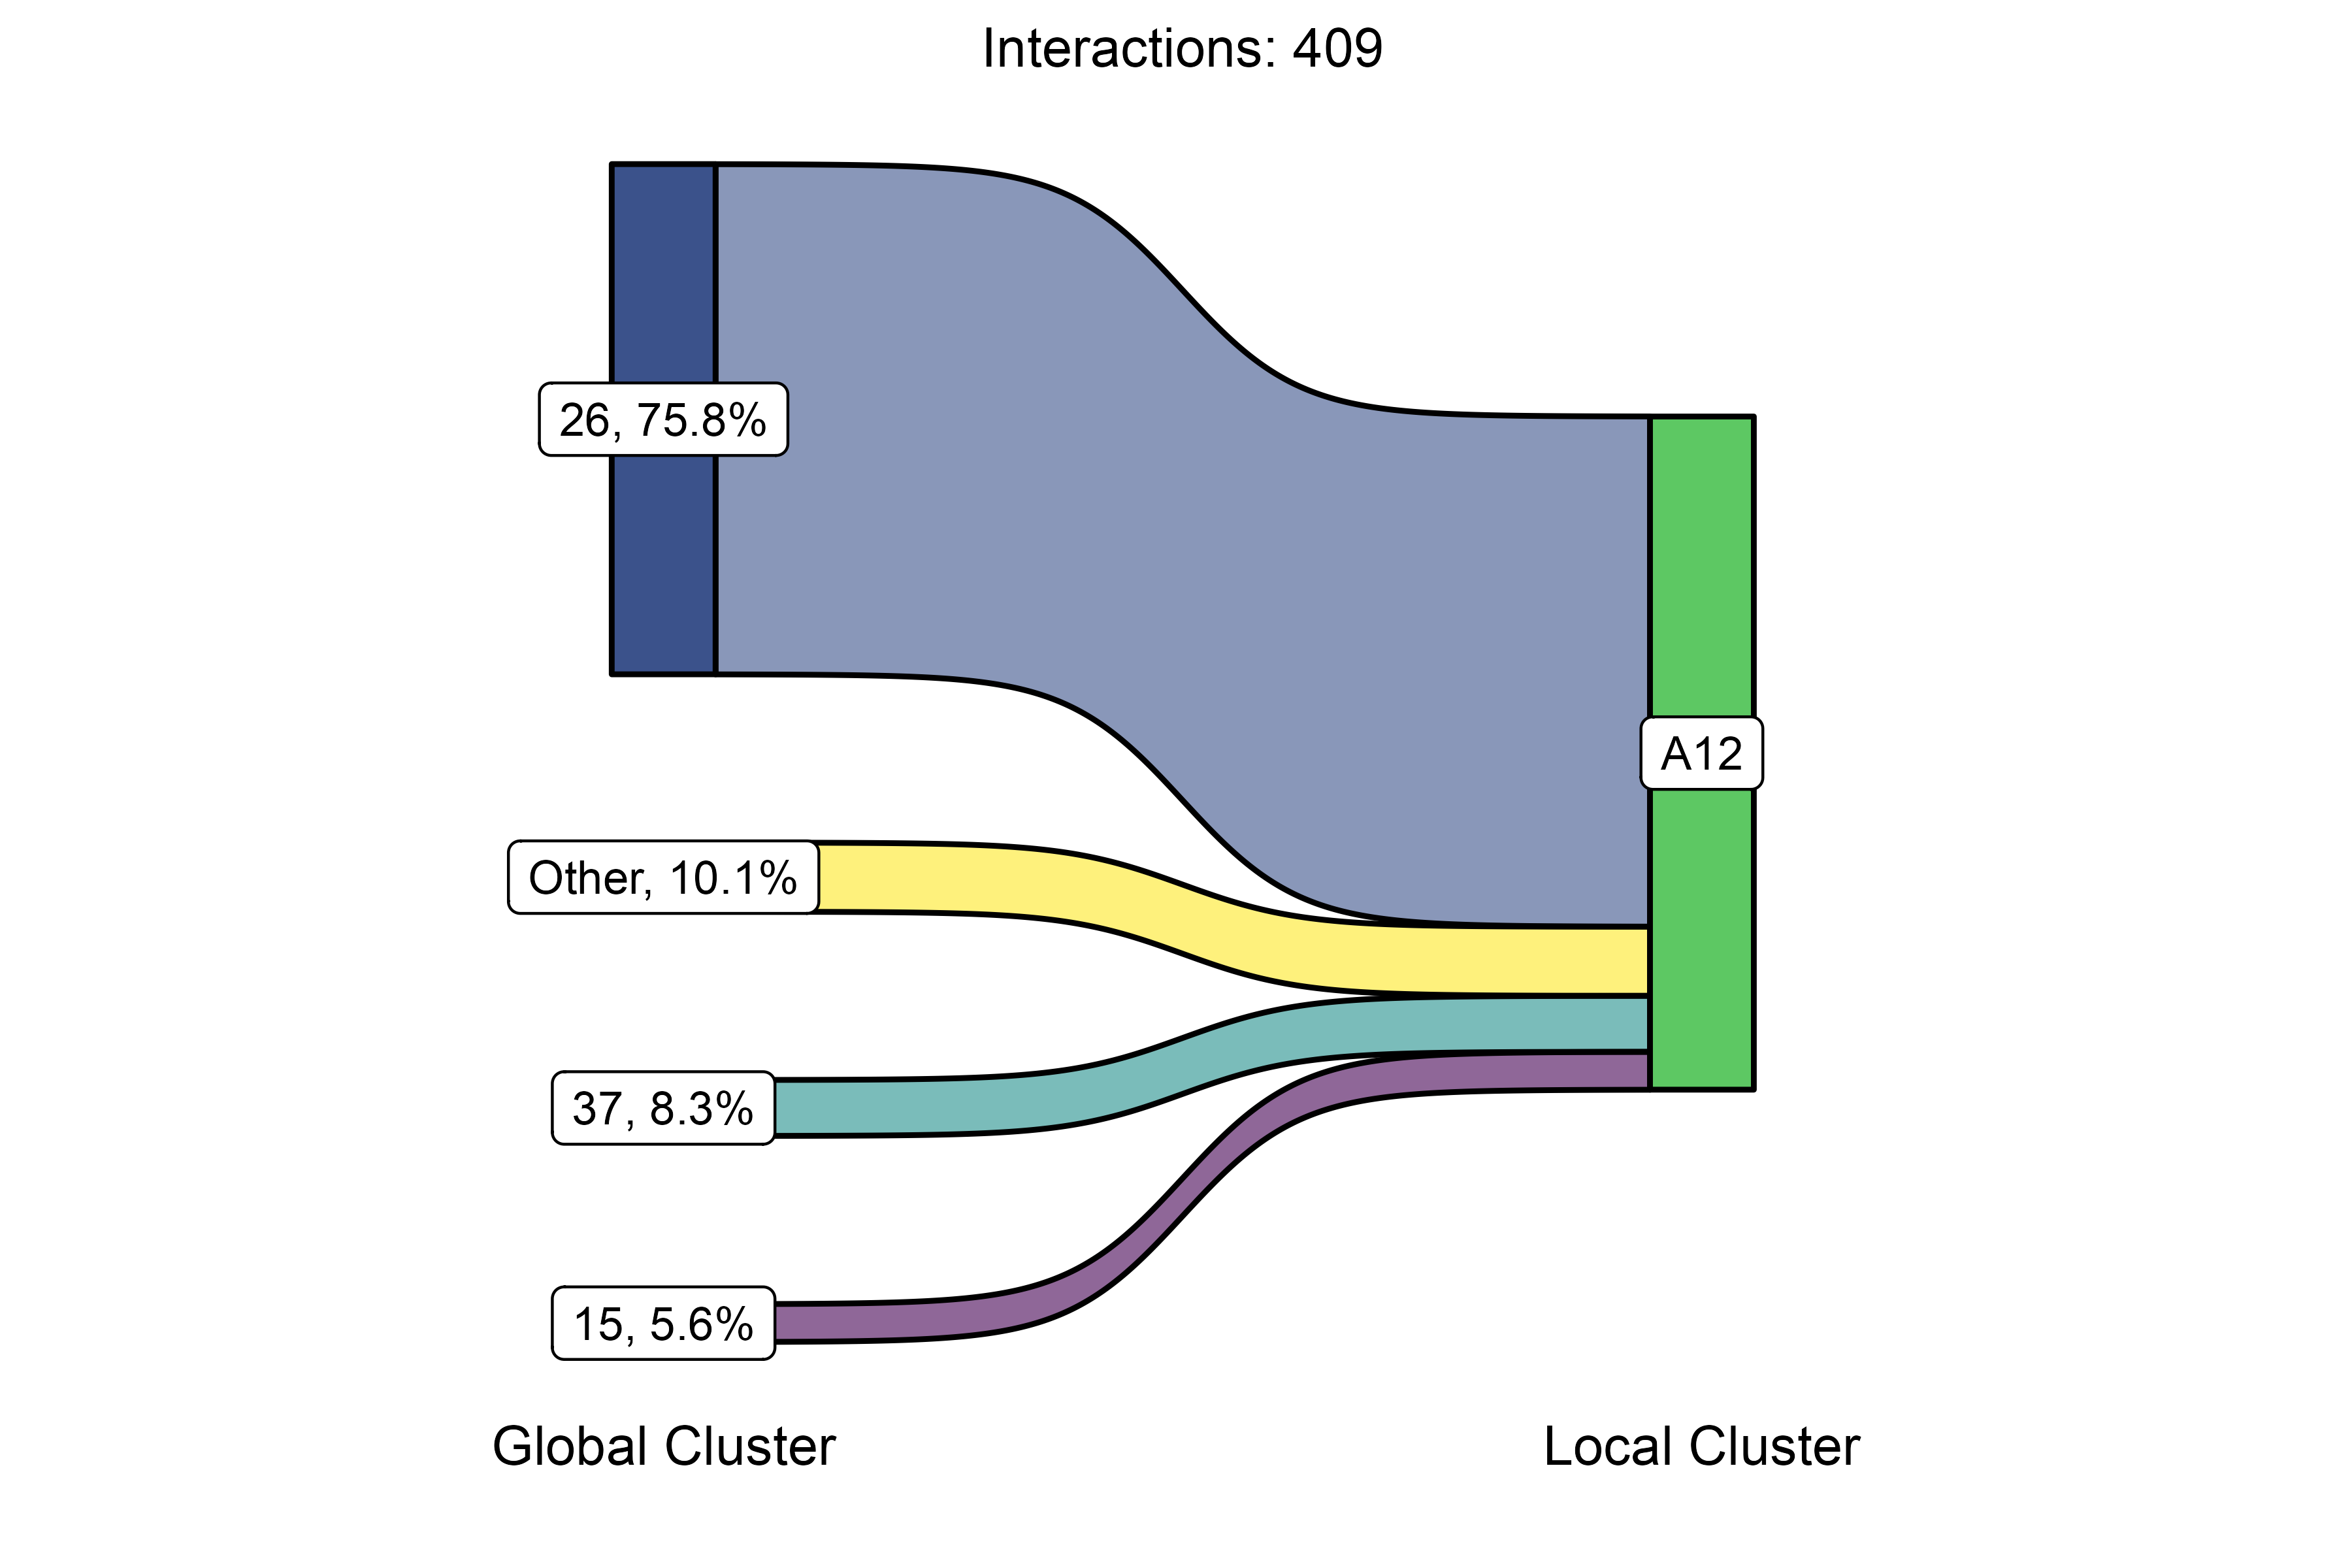 Interactions: 409
26, 75.8%
A12
Other, 10.1%
37, 8.3%
15, 5.6%
Global Cluster
Local Cluster